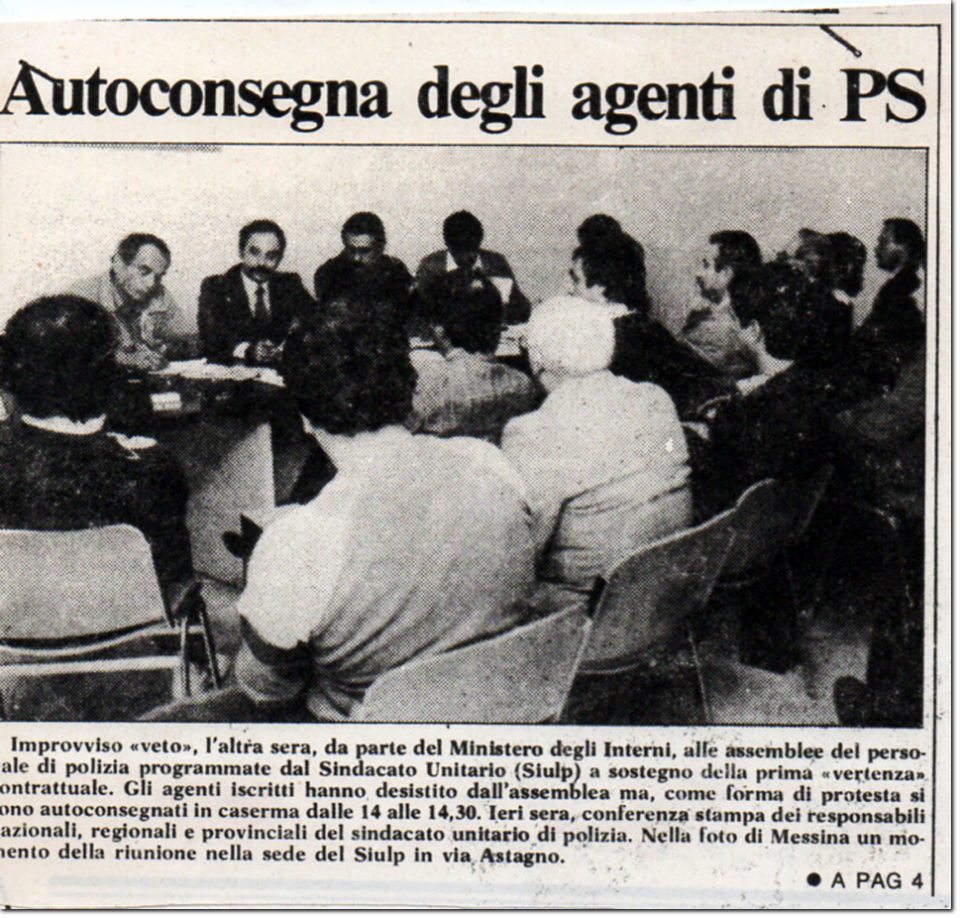 Autoconsegna degli agenti di PS
Improvviso «veto», l'altra sera, da parte del Ministero degli Interni, alle assemblee del perso-
ale di polizia programmate dal Sindacato Unitario (Siulp) a sostegno della prima «vertenza»
ontrattuale. Gli agenti iscritti hanno desistito dall'assemblea ma, come forma di protesta si
ono autoconsegnati in caserma dalle 14 alle 14,30. Ieri sera, conferenza stampa dei responsabili
azionali, regionali e provinciali del sindacato unitario di polizia. Nella foto di Messina un mo-
ento della riunione nella sede del Siulp in via Astagno.
● A PAG 4